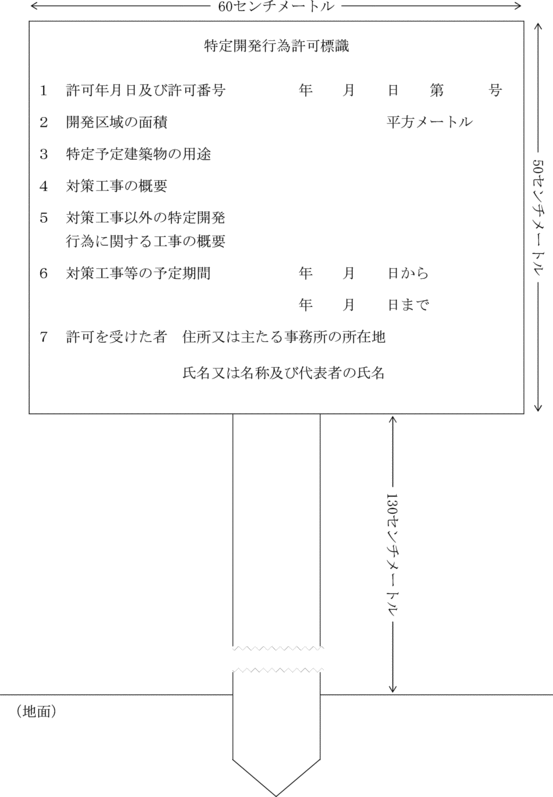 60センチメートル
特定開発行為許可標識
1 許可年月日及び許可番号 年 月 日 第 号
2 開発区域の面積 平方メートル
3 特定予定建築物の用途
4 対策工事の概要
5 対策工事以外の特定開発
行為に関する工事の概要
6 対策工事等の予定期間 年 月 日から
年 月 日まで
7 許可を受けた者 住所又は主たる事務所の所在地
氏名又は名称及び代表者の氏名
50センチメートル
130センチメートル
（地面）